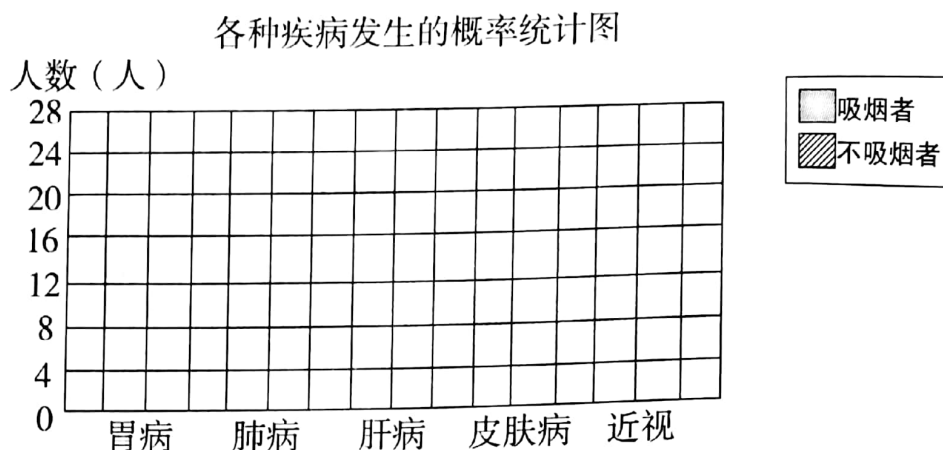 各种疾病发生的概率统计图
人数（人）
28
24
20
16
12
8
4
0
胃病 肺病 肝病 皮肤病 近视
吸烟者
不吸烟者